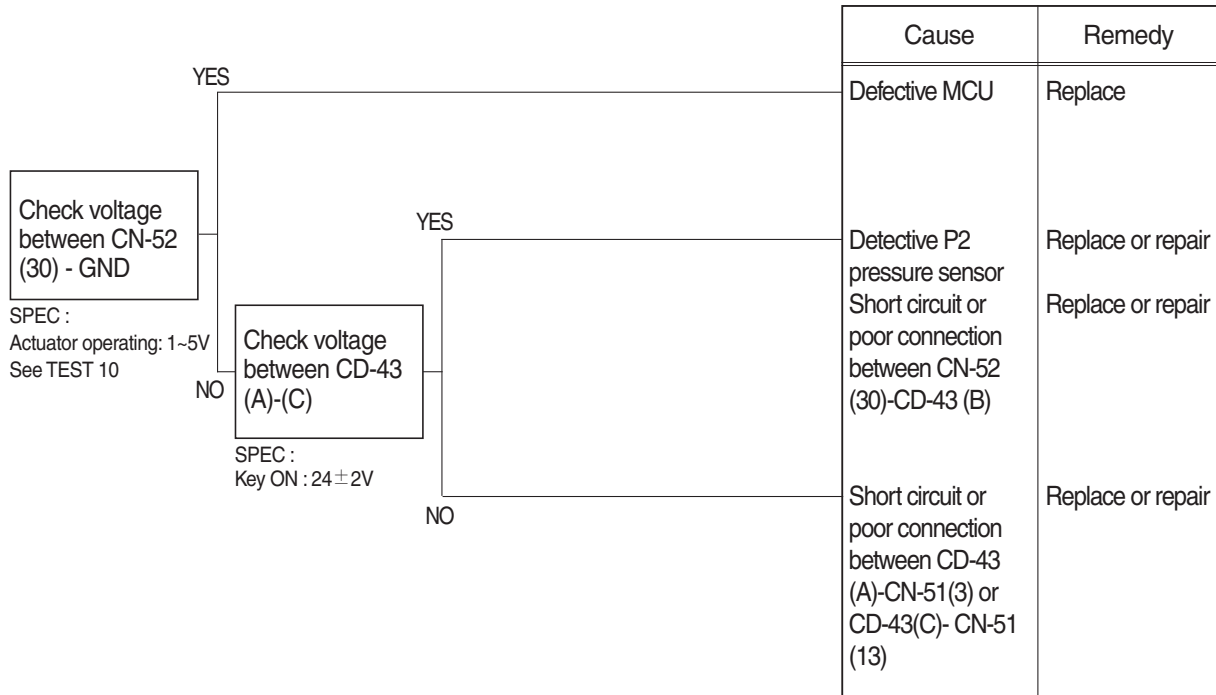 Cause
Remedy
YES
Defective MCU
Replace
Check voltage
between CN-52
(30) - GND
SPEC :
Actuator operating: 1~5V
See TEST 10
YES
Detective P2
pressure sensor
Replace or repair
Short circuit or
poor connection
between CN-52
(30)-CD-43 (B)
Replace or repair
NO
Check voltage
between CD-43
(A)-(C)
SPEC :
Key ON : 24±2V
NO
Short circuit or
poor connection
between CD-43
(A)-CN-51(3) or
CD-43(C)- CN-51
(13)
Replace or repair